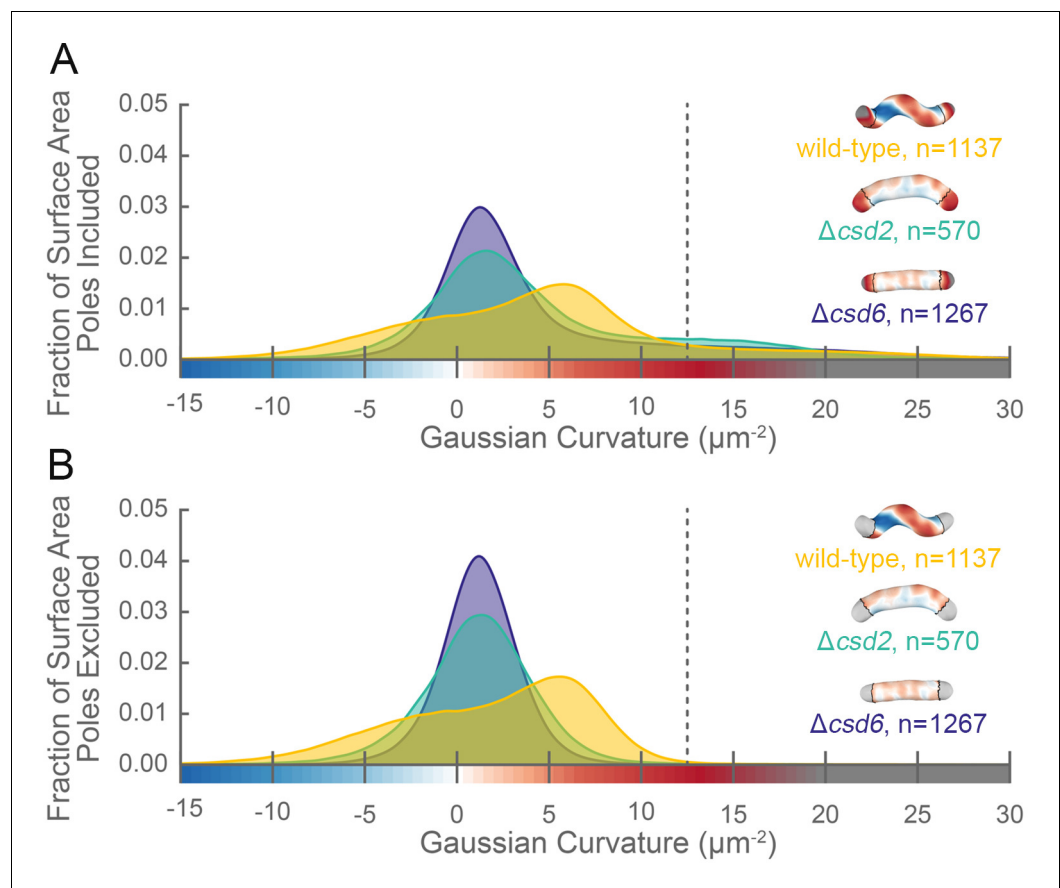 A
Fraction of Surface Area
Poles Included
0.05
0.04
0.03
0.02
0.01
0.00
wild-type, n=1137
Δcsd2, n=570
Δcsd6, n=1267
-15 -10 -5 0 5 10 15 20 25 30
Gaussian Curvature (μm-2)
B
Fraction of Surface Area
Poles Excluded
0.05
0.04
0.03
0.02
0.01
0.00
wild-type, n=1137
Δcsd2, n=570
Δcsd6, n=1267
-15 -10 -5 0 5 10 15 20 25 30
Gaussian Curvature (μm-2)